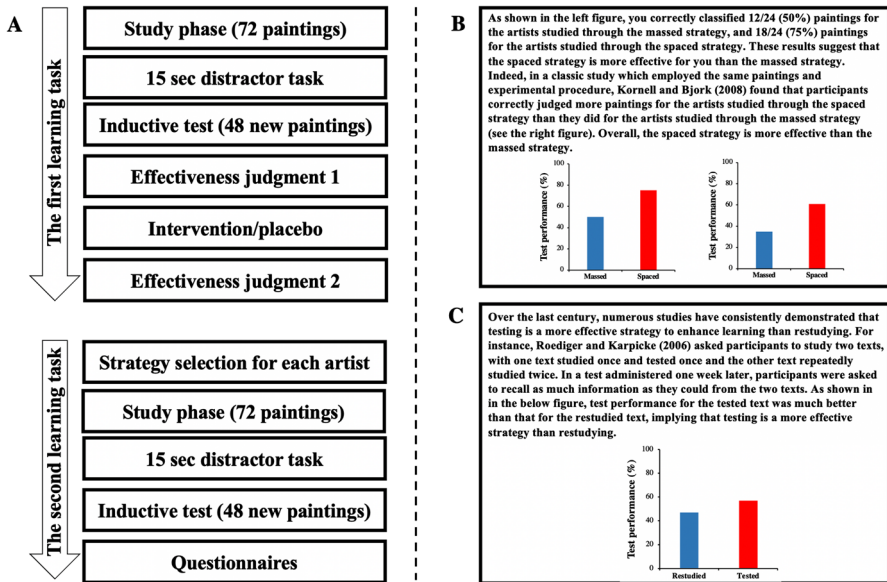 A
The first learning task
Study phase (72 paintings)
15 sec distractor task
Inductive test (48 new paintings)
Effectiveness judgment 1
Intervention/placebo
Effectiveness judgment 2
The second learning task
Strategy selection for each artist
Study phase (72 paintings)
15 sec distractor task
Inductive test (48 new paintings)
Questionnaires
B
As shown in the left figure, you correctly classified 12/24 (50%) paintings for
the artists studied through the massed strategy, and 18/24 (75%) paintings
for the artists studied through the spaced strategy. These results suggest that
the spaced strategy is more effective for you than the massed strategy.
Indeed, in a classic study which employed the same paintings and
experimental procedure, Kornell and Bjork (2008) found that participants
correctly judged more paintings for the artists studied through the spaced
strategy than they did for the artists studied through the massed strategy
(see the right figure). Overall, the spaced strategy is more effective than the
massed strategy.
Test performance (%)
100
80
60
40
20
0
Massed
Spaced
Test performance (%)
100
80
60
40
20
0
Massed
Spaced
C
Over the last century, numerous studies have consistently demonstrated that
testing is a more effective strategy to enhance learning than restudying. For
instance, Roediger and Karpicke (2006) asked participants to study two texts,
with one text studied once and tested once and the other text repeatedly
studied twice. In a test administered one week later, participants were asked
to recall as much information as they could from the two texts. As shown in
in the below figure, test performance for the tested text was much better
than that for the restudied text, implying that testing is a more effective
strategy than restudying.
Test performance (%)
100
80
60
40
20
0
Restudied
Tested